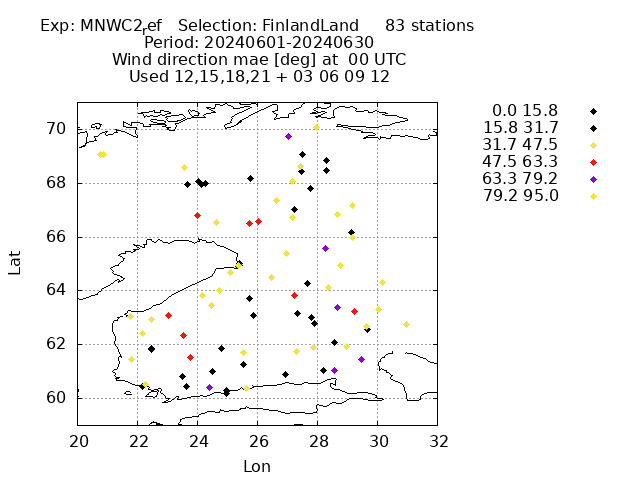 Exp: MNWC2ref   Selection: FinlandLand     83 stations
Period: 20240601-20240630
Wind direction mae [deg] at  00 UTC
Used 12,15,18,21 + 03 06 09 12
0.0 15.8
15.8 31.7
31.7 47.5
47.5 63.3
63.3 79.2
79.2 95.0
70
68
66
64
62
60
Lat
20 22 24 26 28 30 32
Lon